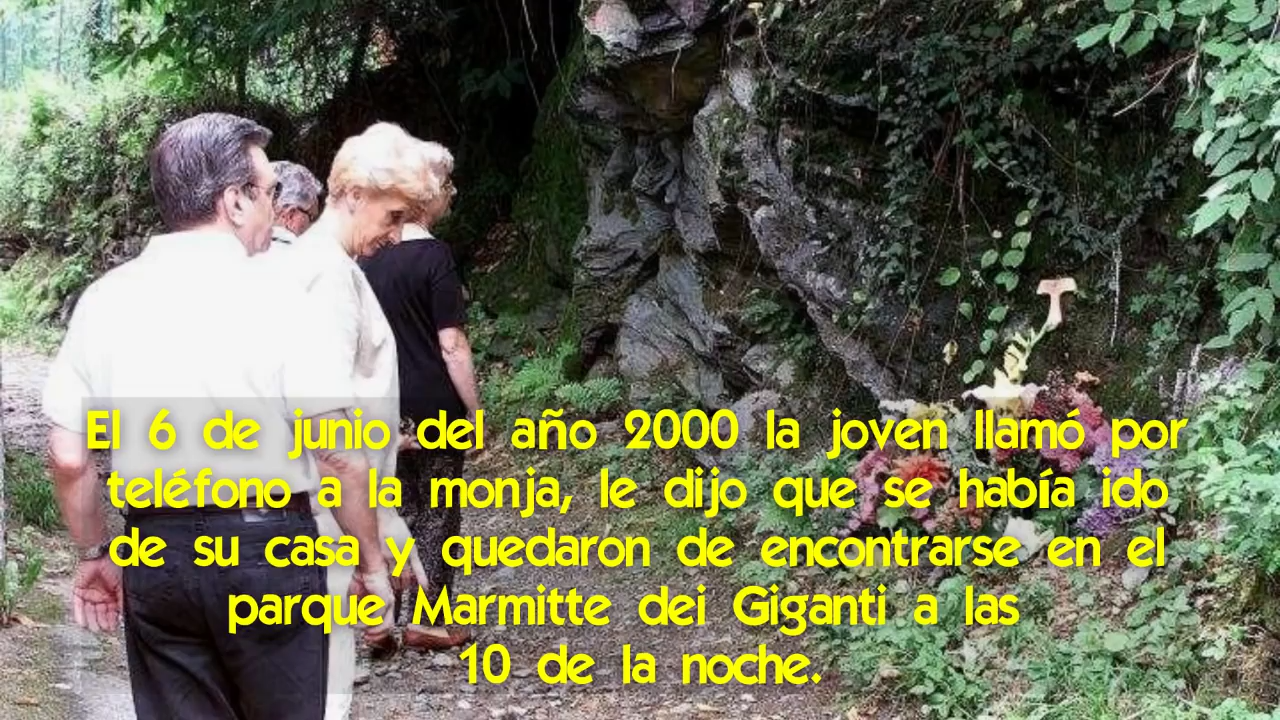 El 6 de junio del año 2000 la joven llamó por
teléfono a la monja, le dijo que se había ido
de su casa y quedaron de encontrarse en el
parque Marmitte dei Giganti a las
10 de la noche.